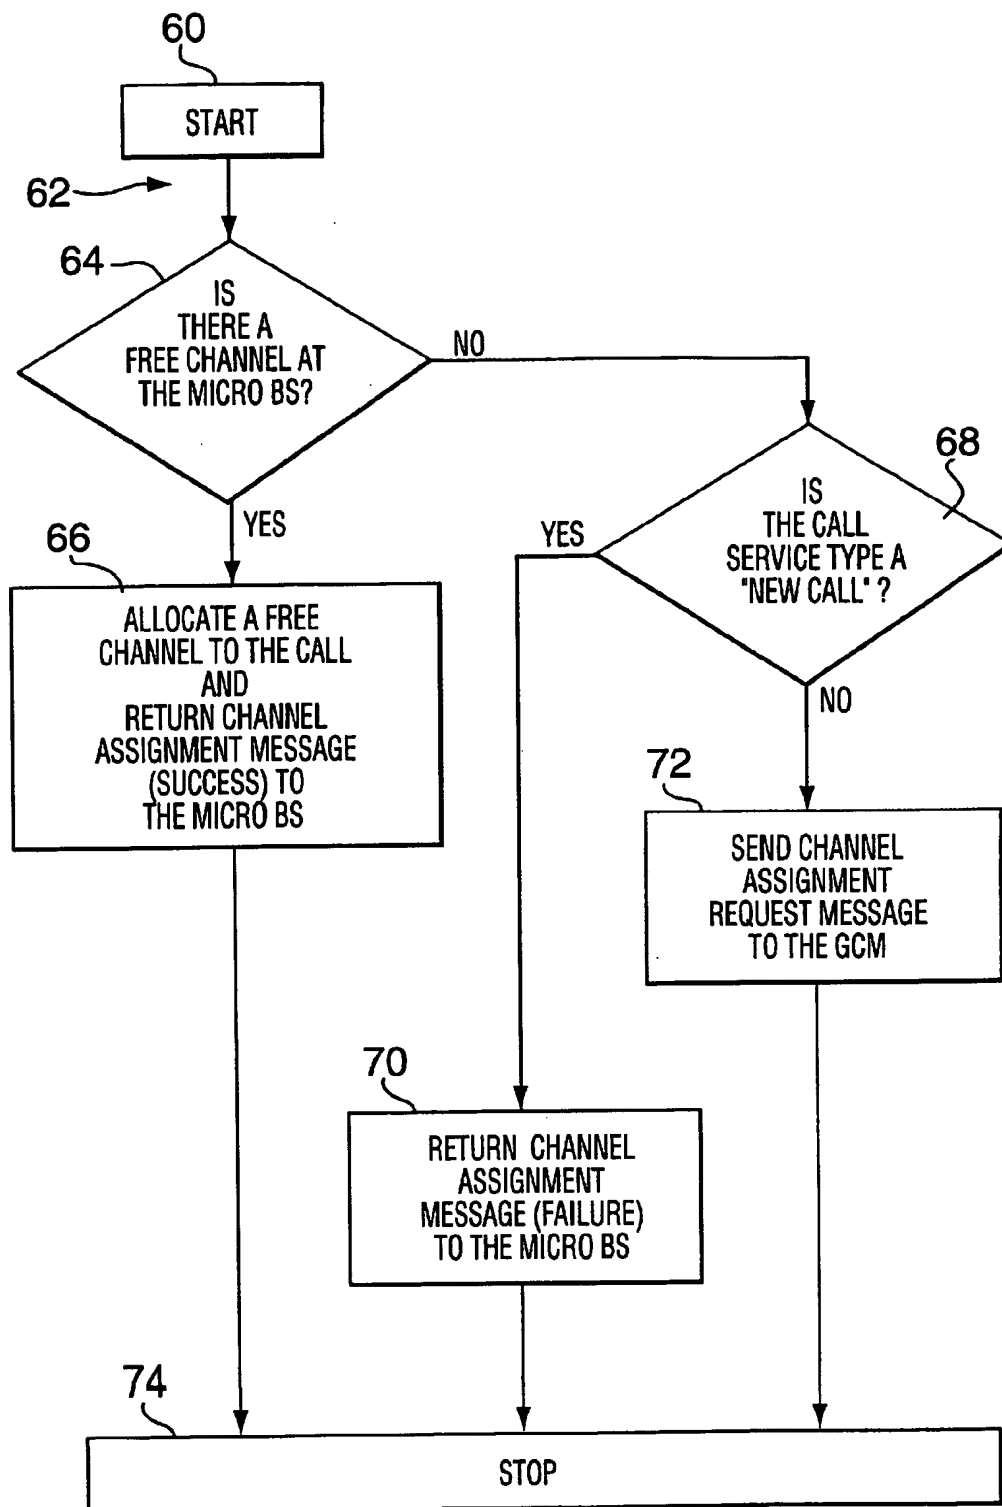 60
START
62
64
IS
THERE A
FREE CHANNEL AT
THE MICRO BS?
NO
68
IS
THE CALL
SERVICE TYPE A
"NEW CALL" ?
YES
YES
66
ALLOCATE A FREE
CHANNEL TO THE CALL
AND
RETURN CHANNEL
ASSIGNMENT MESSAGE
(SUCCESS) TO
THE MICRO BS
NO
72
SEND CHANNEL
ASSIGNMENT
REQUEST MESSAGE
TO THE GCM
70
RETURN CHANNEL
ASSIGNMENT
MESSAGE (FAILURE)
TO THE MICRO BS
74
STOP